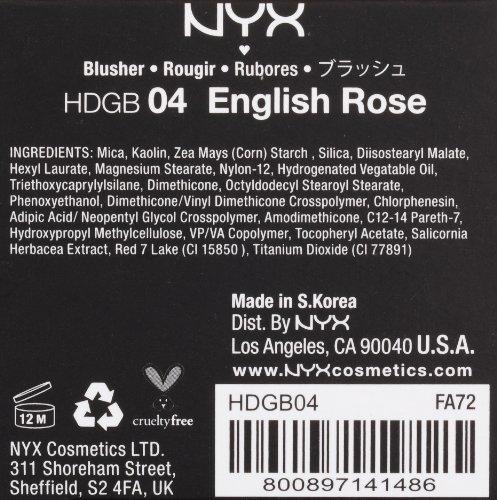 NYX
Blusher • Rougir • Rubores • ブラッシュ
HDGB 04 English Rose
INGREDIENTS: Mica, Kaolin, Zea Mays (Corn) Starch , Silica, Diisostearyl Malate,
Hexyl Laurate, Magnesium Stearate, Nylon-12, Hydrogenated Vegatable Oil,
Triethoxycaprylylsilane, Dimethicone, Octyldodecyl Stearoyl Stearate,
Phenoxyethanol, Dimethicone/Vinyl Dimethicone Crosspolymer, Chlorphenesin,
Adipic Acid/ Neopentyl Glycol Crosspolymer, Amodimethicone, C12-14 Pareth-7,
Hydroxypropyl Methylcellulose, VP/VA Copolymer, Tocopheryl Acetate, Salicornia
Herbacea Extract, Red 7 Lake (CI 15850 ), Titanium Dioxide (CI 77891)
Made in S.Korea
Dist. By NYX
Los Angeles, CA 90040 U.S.A.
www.NYXcosmetics.com
12 M
crueltyfree
HDGB04 FA72
800897141486
NYX Cosmetics LTD.
311 Shoreham Street,
Sheffield, S2 4FA, UK